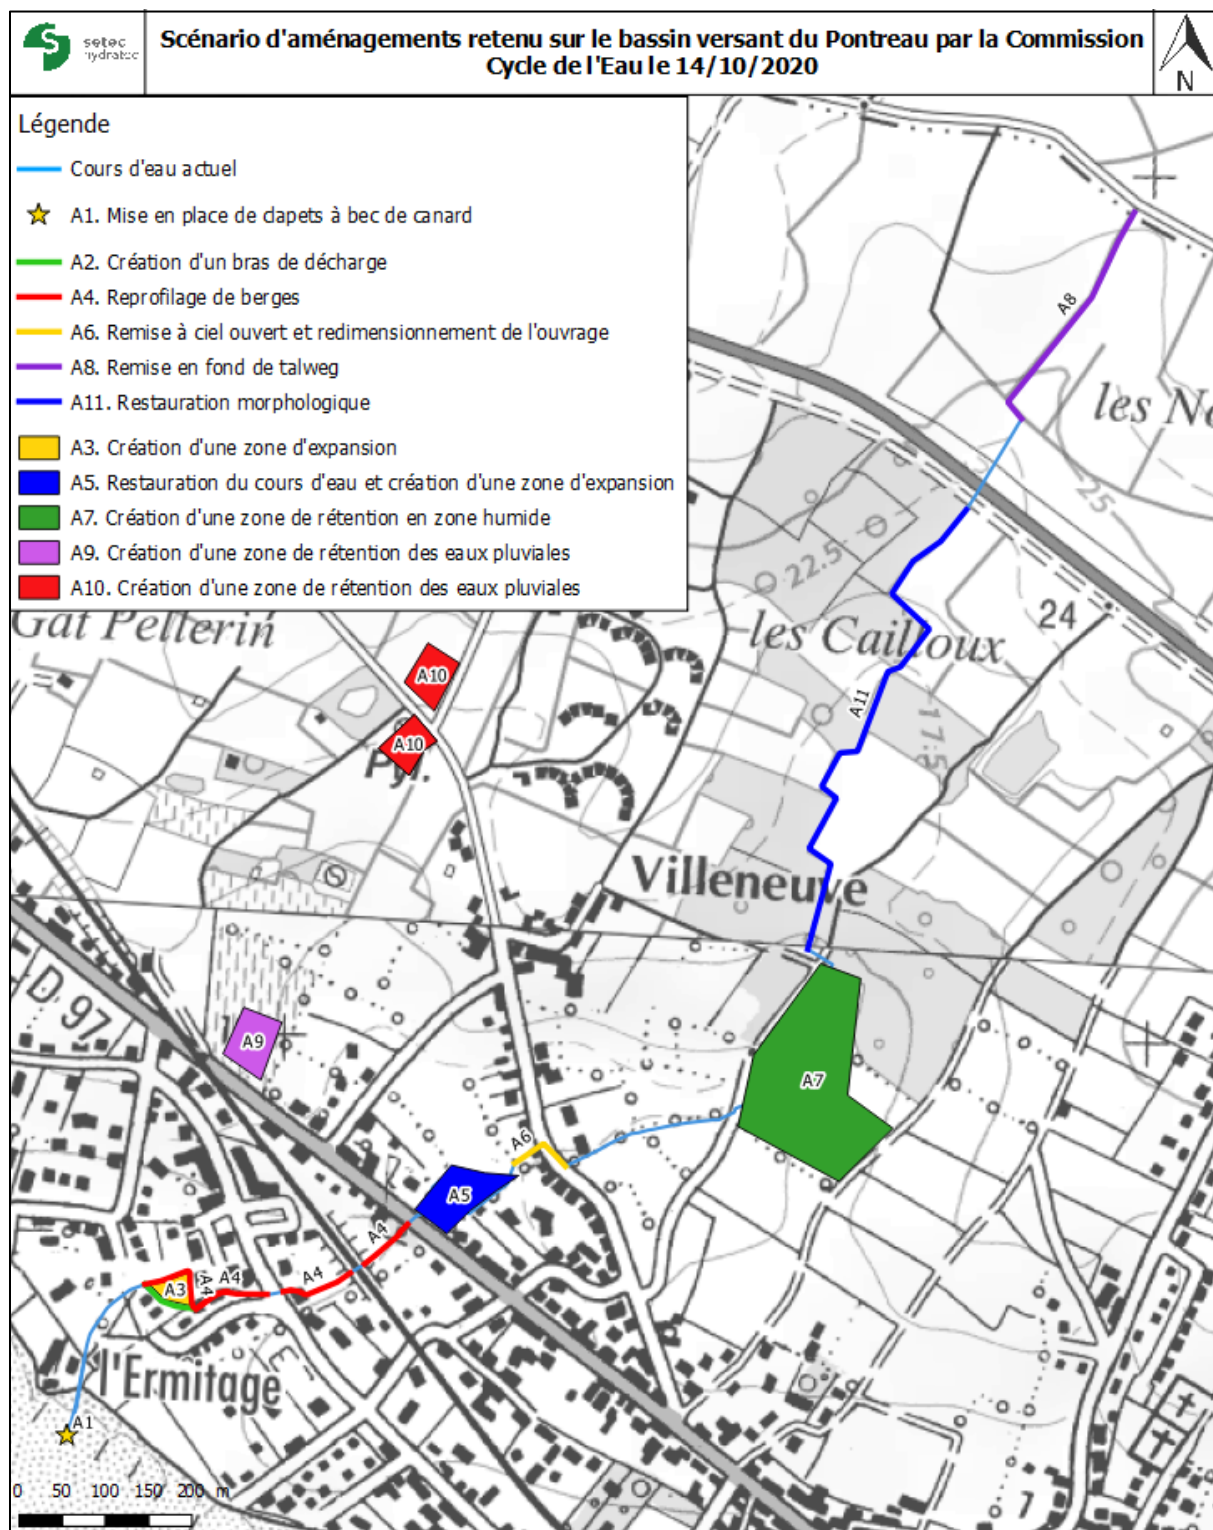 setec
hydratec
Scénario d'aménagements retenu sur le bassin versant du Pontreau par la Commission
Cycle de l'Eau le 14/10/2020
N
Légende
Cours d'eau actuel
A1. Mise en place de clapets à bec de canard
A2. Création d'un bras de décharge
A4. Reprofilage de berges
A6. Remise à ciel ouvert et redimensionnement de l'ouvrage
A8. Remise en fond de talweg
A11. Restauration morphologique
A3. Création d'une zone d'expansion
A5. Restauration du cours d'eau et création d'une zone d'expansion
A7. Création d'une zone de rétention en zone humide
A9. Création d'une zone de rétention des eaux pluviales
A10. Création d'une zone de rétention des eaux pluviales
A8
les No
25
22.5
24
Gat Pellerin
les Cailloux
A10
A11
17.5
A10
Pyl.
Villeneuve
D 97
A9
A7
A6
A5
A4
A4
A4
A4
A3
l'Ermitage
A1
0 50 100 150 200 m